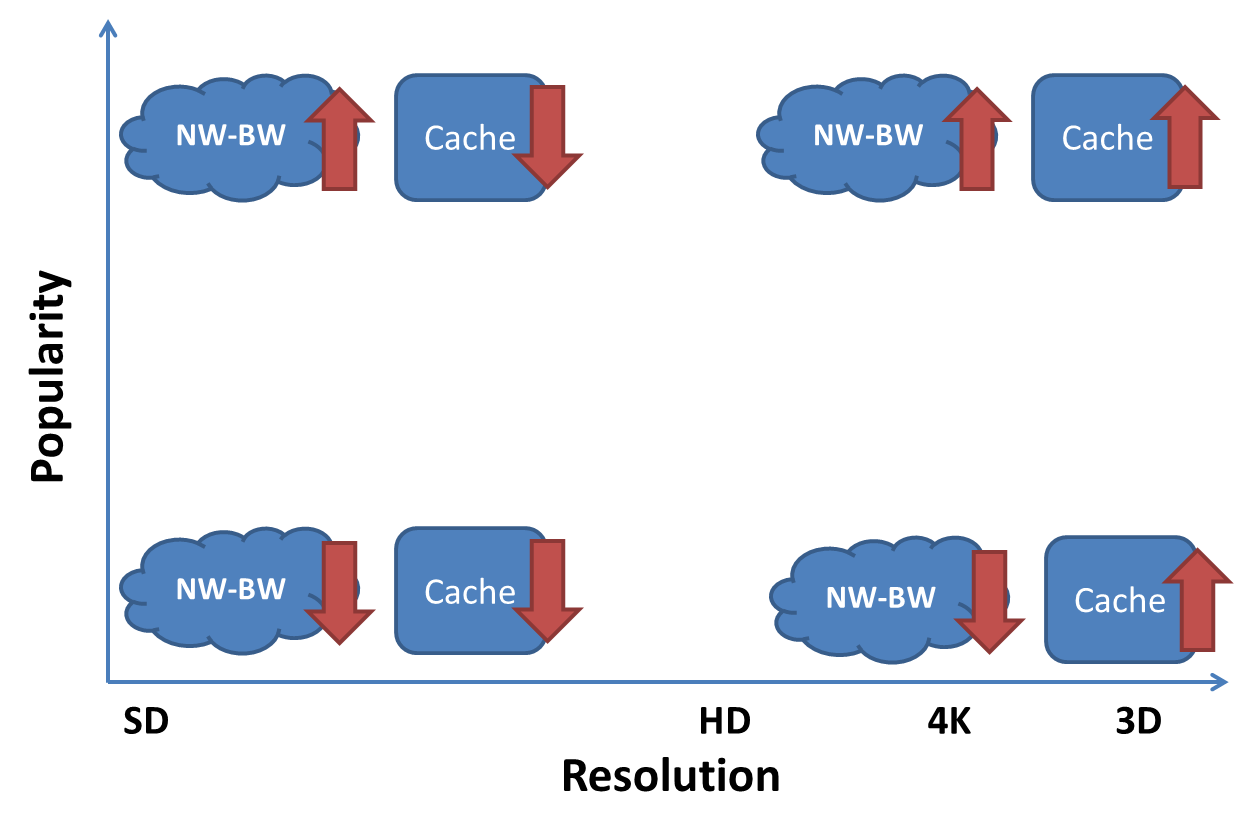 NW-BW
Cache
NW-BW
Cache
Popularity
NW-BW
Cache
NW-BW
Cache
SD
HD
4K
3D
Resolution